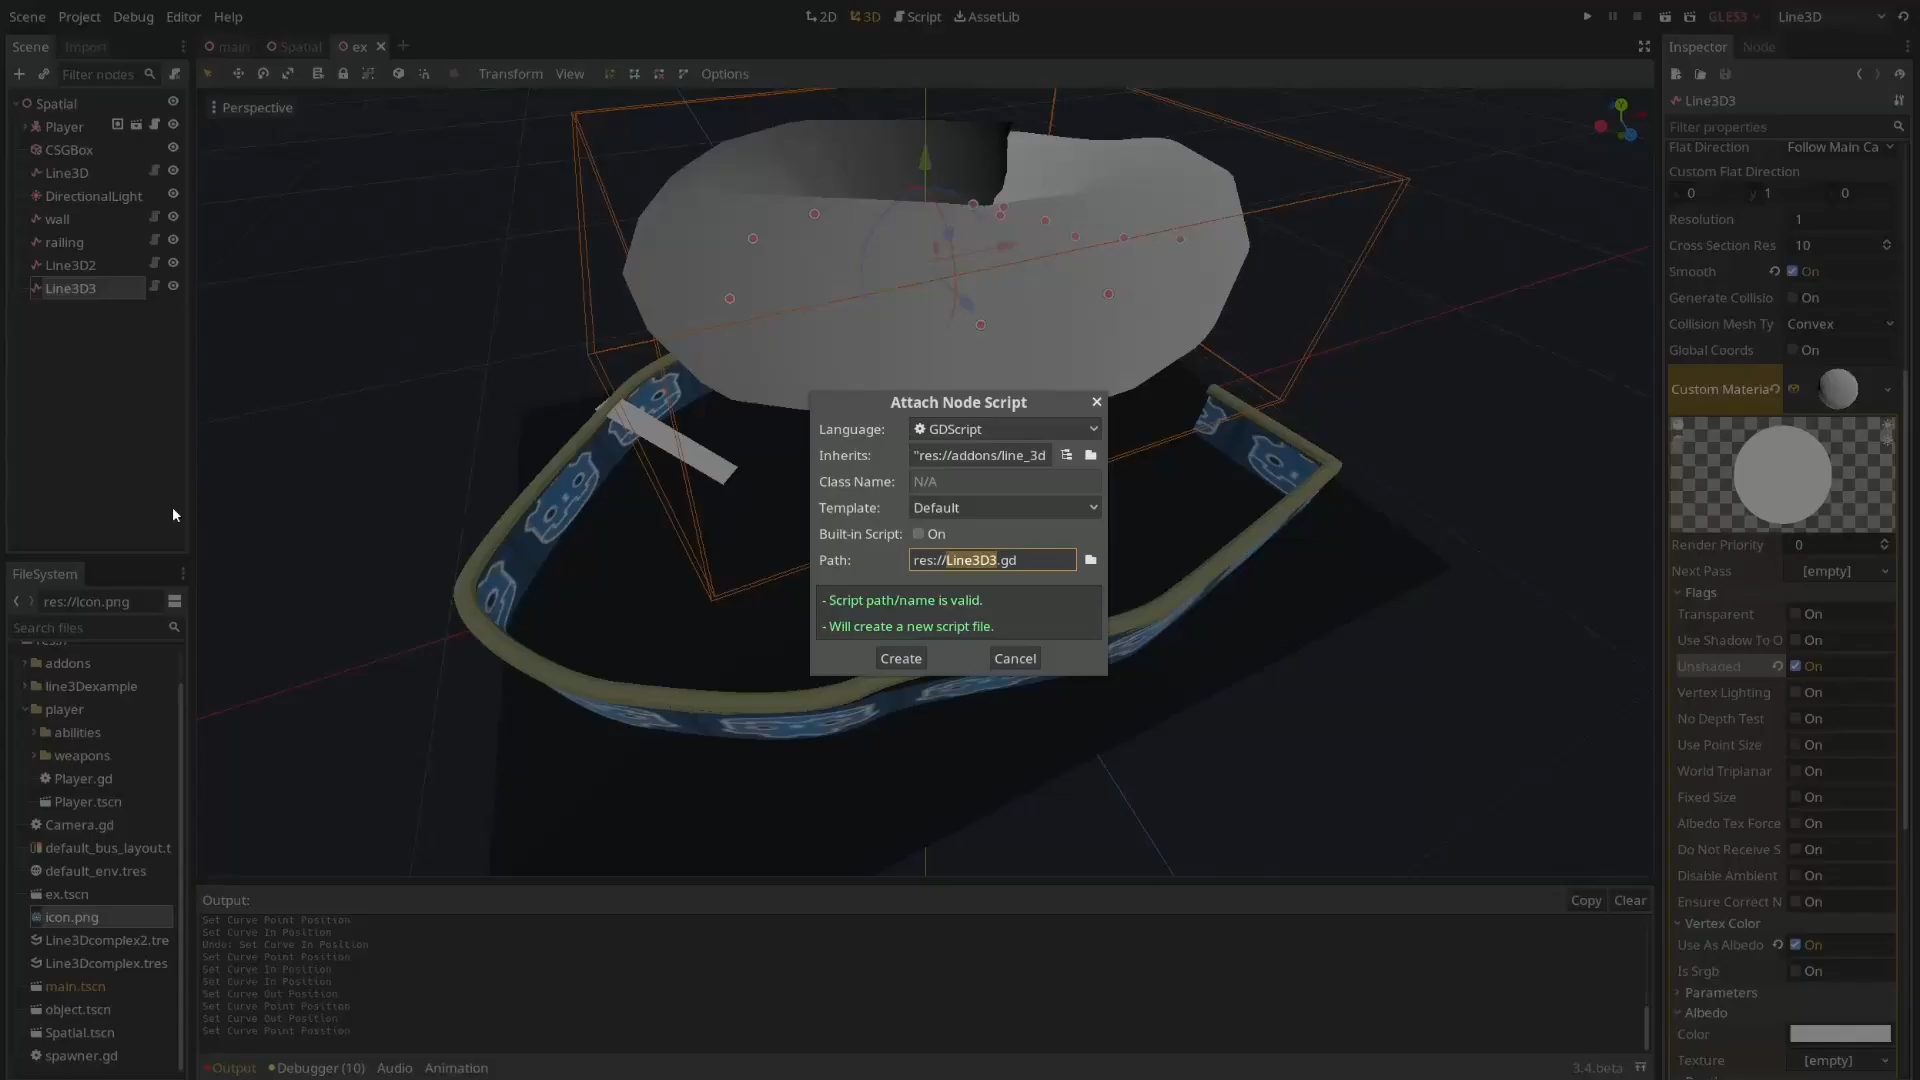 Scene Project Debug Editor Help
2D 3D Script AssetLib
GLES3 Line3D
Scene Import
main Spatial ex
Inspector Node
Filter nodes
Transform View Options
Spatial
Player
CSGBox
Line3D
DirectionalLight
wall
railing
Line3D2
Line3D3
Perspective
Y
Line3D3
Filter properties
Flat Direction Follow Main Ca
Custom Flat Direction
x 0 y 1 0
Resolution 1
Cross Section Res 10
Smooth On
Generate Collisio On
Collision Mesh Ty Convex
Global Coords On
Custom Materia
Render Priority 0
Next Pass [empty]
Flags
Transparent On
Use Shadow To O On
Unshaded On
Vertex Lighting On
No Depth Test On
Use Point Size On
World Triplanar On
Fixed Size On
Albedo Tex Force On
Do Not Receive S On
Disable Ambient On
Ensure Correct N On
Vertex Color
Use As Albedo On
Is Srgb On
Parameters
Albedo
Color
Texture [empty]
Attach Node Script
Language: GDScript
Inherits: "res://addons/line_3d
Class Name: N/A
Template: Default
Built-in Script: On
Path: res://Line3D3.gd
- Script path/name is valid.
- Will create a new script file.
Create Cancel
FileSystem
res://icon.png
Search files
addons
line3Dexample
player
abilities
weapons
Player.gd
Player.tscn
Camera.gd
default_bus_layout.t
default_env.tres
ex.tscn
icon.png
Line3Dcomplex2.tre
Line3Dcomplex.tres
main.tscn
object.tscn
Spatial.tscn
spawner.gd
Output: Copy Clear
Set Curve Point Position
Set Curve In Position
Undo: Set Curve In Position
Set Curve Point Position
Set Curve In Position
Set Curve In Position
Set Curve Out Position
Set Curve Point Position
Set Curve Out Position
Set Curve Point Position
Output Debugger (10) Audio Animation
3.4.beta